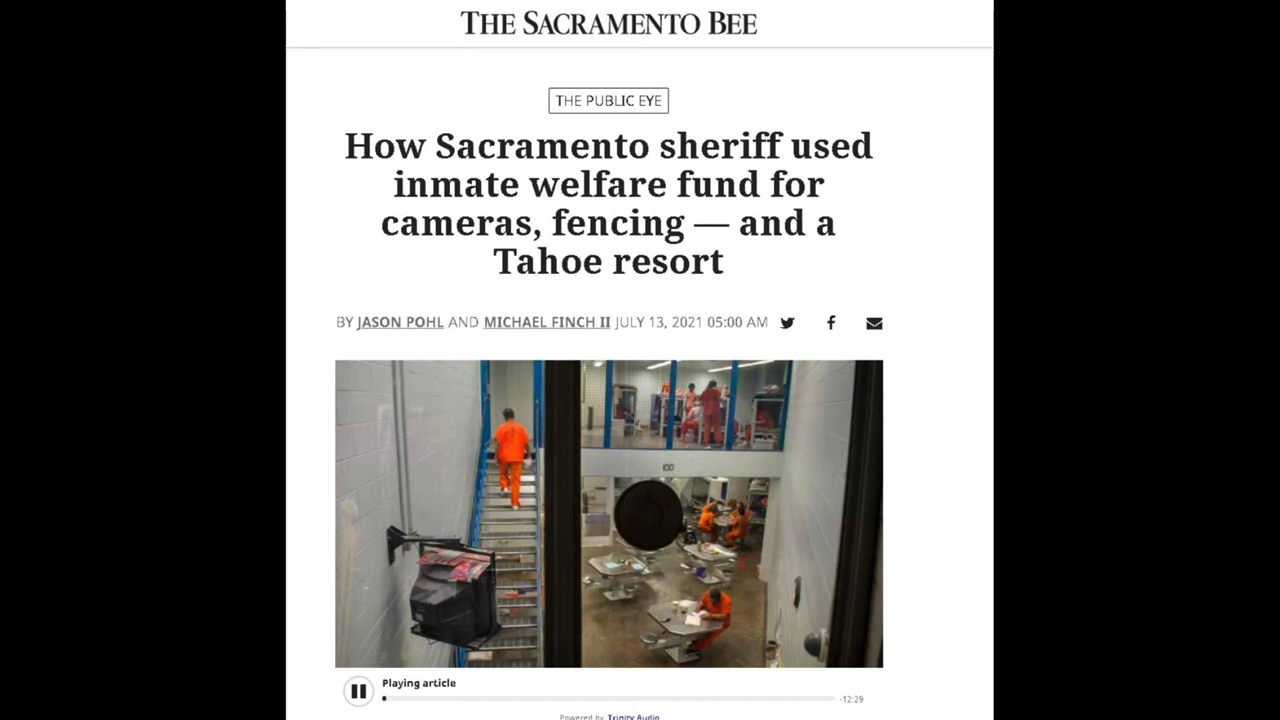 THE SACRAMENTO BEE
THE PUBLIC EYE
How Sacramento sheriff used
inmate welfare fund for
cameras, fencing — and a
Tahoe resort
BY JASON POHL AND MICHAEL FINCH II JULY 13, 2021 05:00 AM
100
Playing article
-12:29
Powered by Trinity Audio